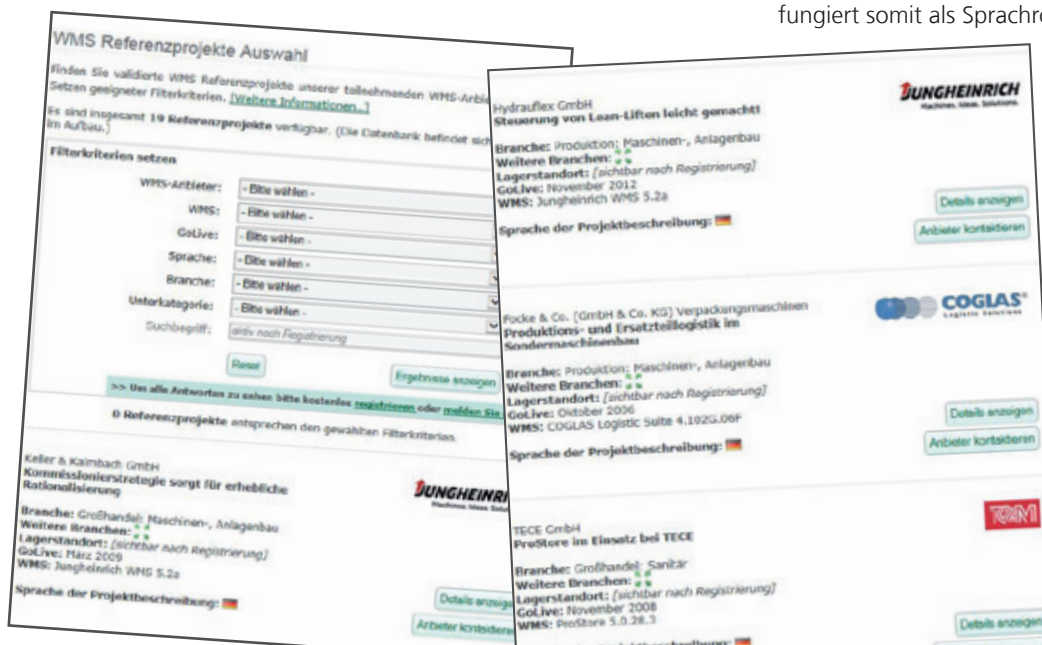 fungiert somit als Sprachro
WMS Referenzprojekte Auswahl
Finden Sie validierte WMS Referenzprojekte unserer teilnehmenden WMS-Anbie
Setzen geeigneter Filterkriterien. [Weitere Informationen...]
Es sind insgesamt 19 Referenzprojekte verfügbar. (Die Datenbank befindet sich
im Aufbau.)
Filterkriterien setzen
WMS-Anbieter: - Bitte wählen -
WMS: - Bitte wählen -
GoLive: - Bitte wählen -
Sprache: - Bitte wählen -
Branche: - Bitte wählen -
Unterkategorie: - Bitte wählen -
Suchbegriff: aktiv nach Registrierung
Reset Ergebnisse anzeigen
>> Um alle Antworten zu sehen bitte kostenlos registrieren oder melden Sie
0 Referenzprojekte entsprechen den gewählten Filterkriterien.
Keller & Kalmbach GmbH
Kommissionierstrategie sorgt für erhebliche
Rationalisierung
JUNGHEINRI
Machines. Ideas. Solu
Branche: Großhandel: Maschinen-, Anlagenbau
Weitere Branchen:
Lagerstandort: [sichtbar nach Registrierung]
GoLive: März 2009
WMS: Jungheinrich WMS 5.2a
Sprache der Projektbeschreibung:
Details anzeige
Anbieter kontaktiere
Hydrauflex GmbH
Steuerung von Lean-Liften leicht gemacht!
JUNGHEINRICH
Machines. Ideas. Solutions.
Branche: Produktion: Maschinen-, Anlagenbau
Weitere Branchen:
Lagerstandort: [sichtbar nach Registrierung]
GoLive: November 2012
WMS: Jungheinrich WMS 5.2a
Sprache der Projektbeschreibung:
Details anzeigen
Anbieter kontaktieren
Focke & Co. (GmbH & Co. KG) Verpackungsmaschinen
Produktions- und Ersatzteillogistik im
Sondermaschinenbau
COGLAS
Logistic Solutions
Branche: Produktion: Maschinen-, Anlagenbau
Weitere Branchen:
Lagerstandort: [sichtbar nach Registrierung]
GoLive: Oktober 2006
WMS: COGLAS Logistic Suite 4.102G.06F
Sprache der Projektbeschreibung:
Details anzeigen
Anbieter kontaktieren
TECE GmbH
ProStore im Einsatz bei TECE
TEAM
Branche: Großhandel: Sanitär
Weitere Branchen:
Lagerstandort: [sichtbar nach Registrierung]
GoLive: November 2008
WMS: ProStore 5.0.28.3
Details anzeigen